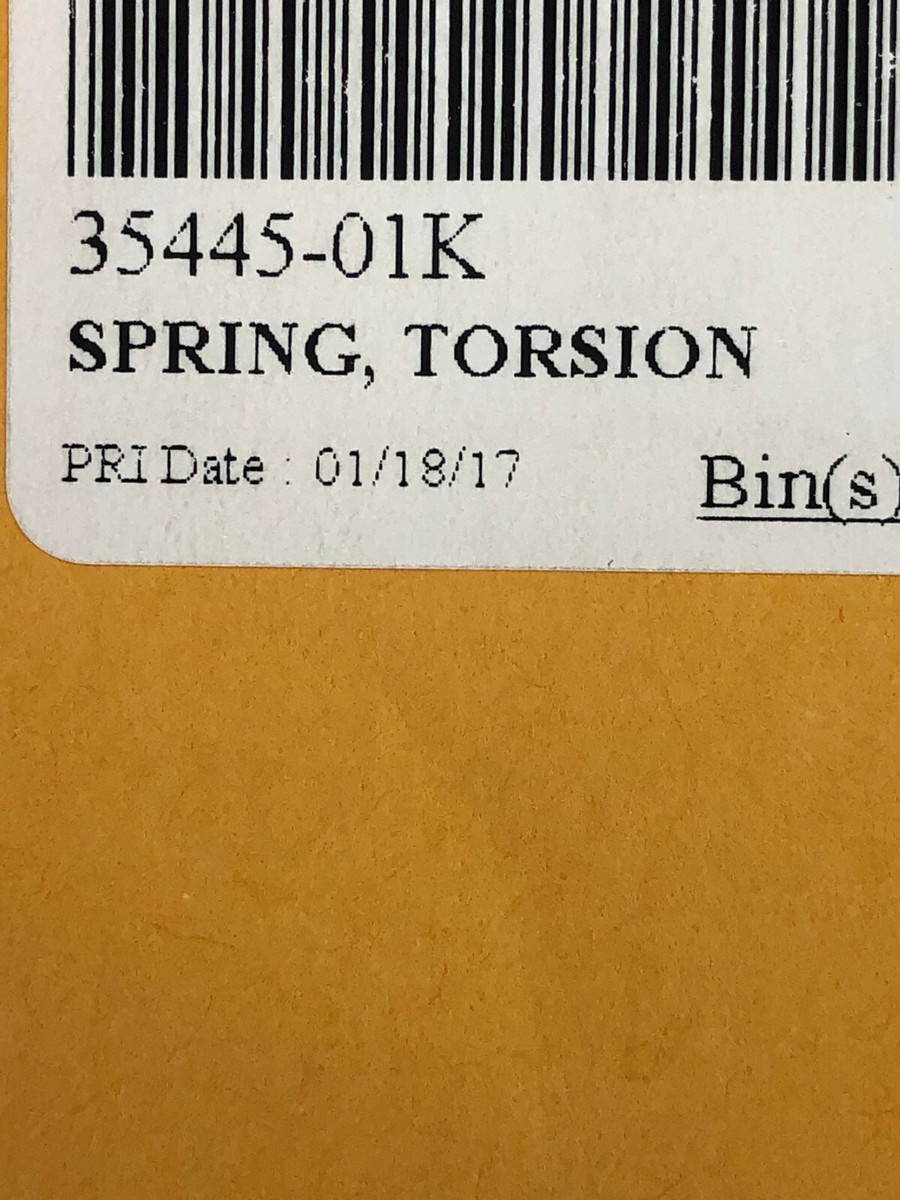 35445-01K
SPRING, TORSION
PRI Date : 01/18/17
Bin(s)